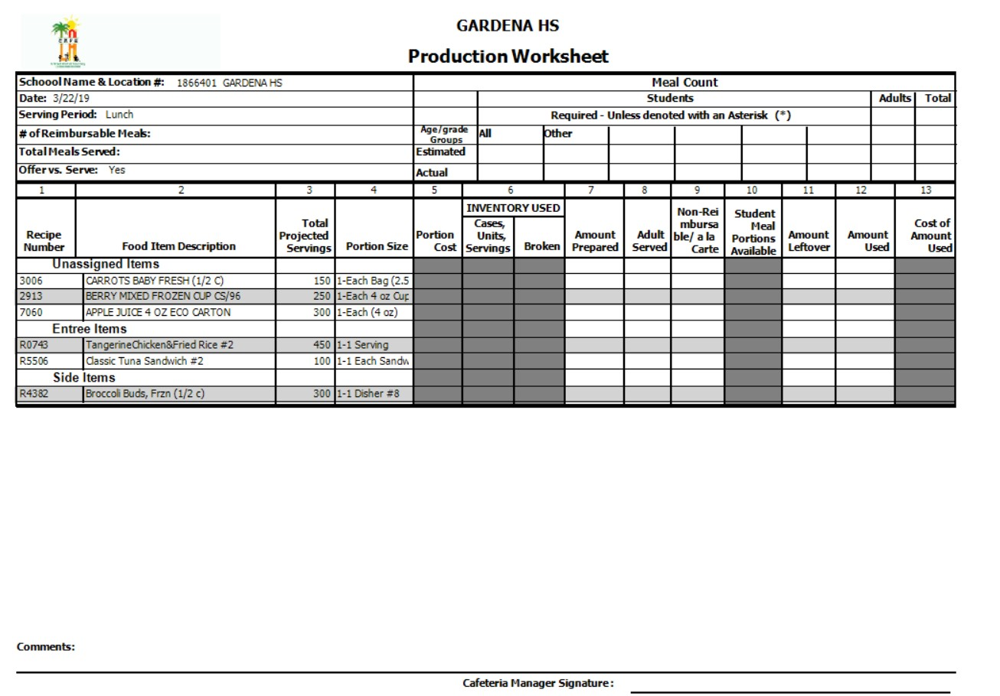 GARDENA HS
Production Worksheet
Schoool Name & Location #: 1866401 GARDENA HS
Meal Count
Date: 3/22/19
Students Adults Total
Serving Period: Lunch
Required - Unless denoted with an Asterisk (*)
# of Reimbursable Meals:
Age/grade Groups All Other
Total Meals Served:
Estimated
Offer vs. Serve: Yes
Actual
1 2 3 4 5 6 7 8 9 10 11 12 13
Recipe Number
Food Item Description
Total Projected Servings
Portion Size
Portion Cost
INVENTORY USED
Cases, Units, Servings
Broken
Amount Prepared
Adult Served
Non-Rei mbursa ble/ a la Carte
Student Meal Portions Available
Amount Leftover
Amount Used
Cost of Amount Used
Unassigned Items
3006 CARROTS BABY FRESH (1/2 C) 150 1-Each Bag (2.5
2913 BERRY MIXED FROZEN CUP CS/96 250 1-Each 4 oz Cup
7060 APPLE JUICE 4 OZ ECO CARTON 300 1-Each (4 oz)
Entree Items
R0743 TangerineChicken&Fried Rice #2 450 1-1 Serving
R5506 Classic Tuna Sandwich #2 100 1-1 Each Sandw
Side Items
R4382 Broccoli Buds, Frzn (1/2 c) 300 1-1 Disher #8
Comments:
Cafeteria Manager Signature: